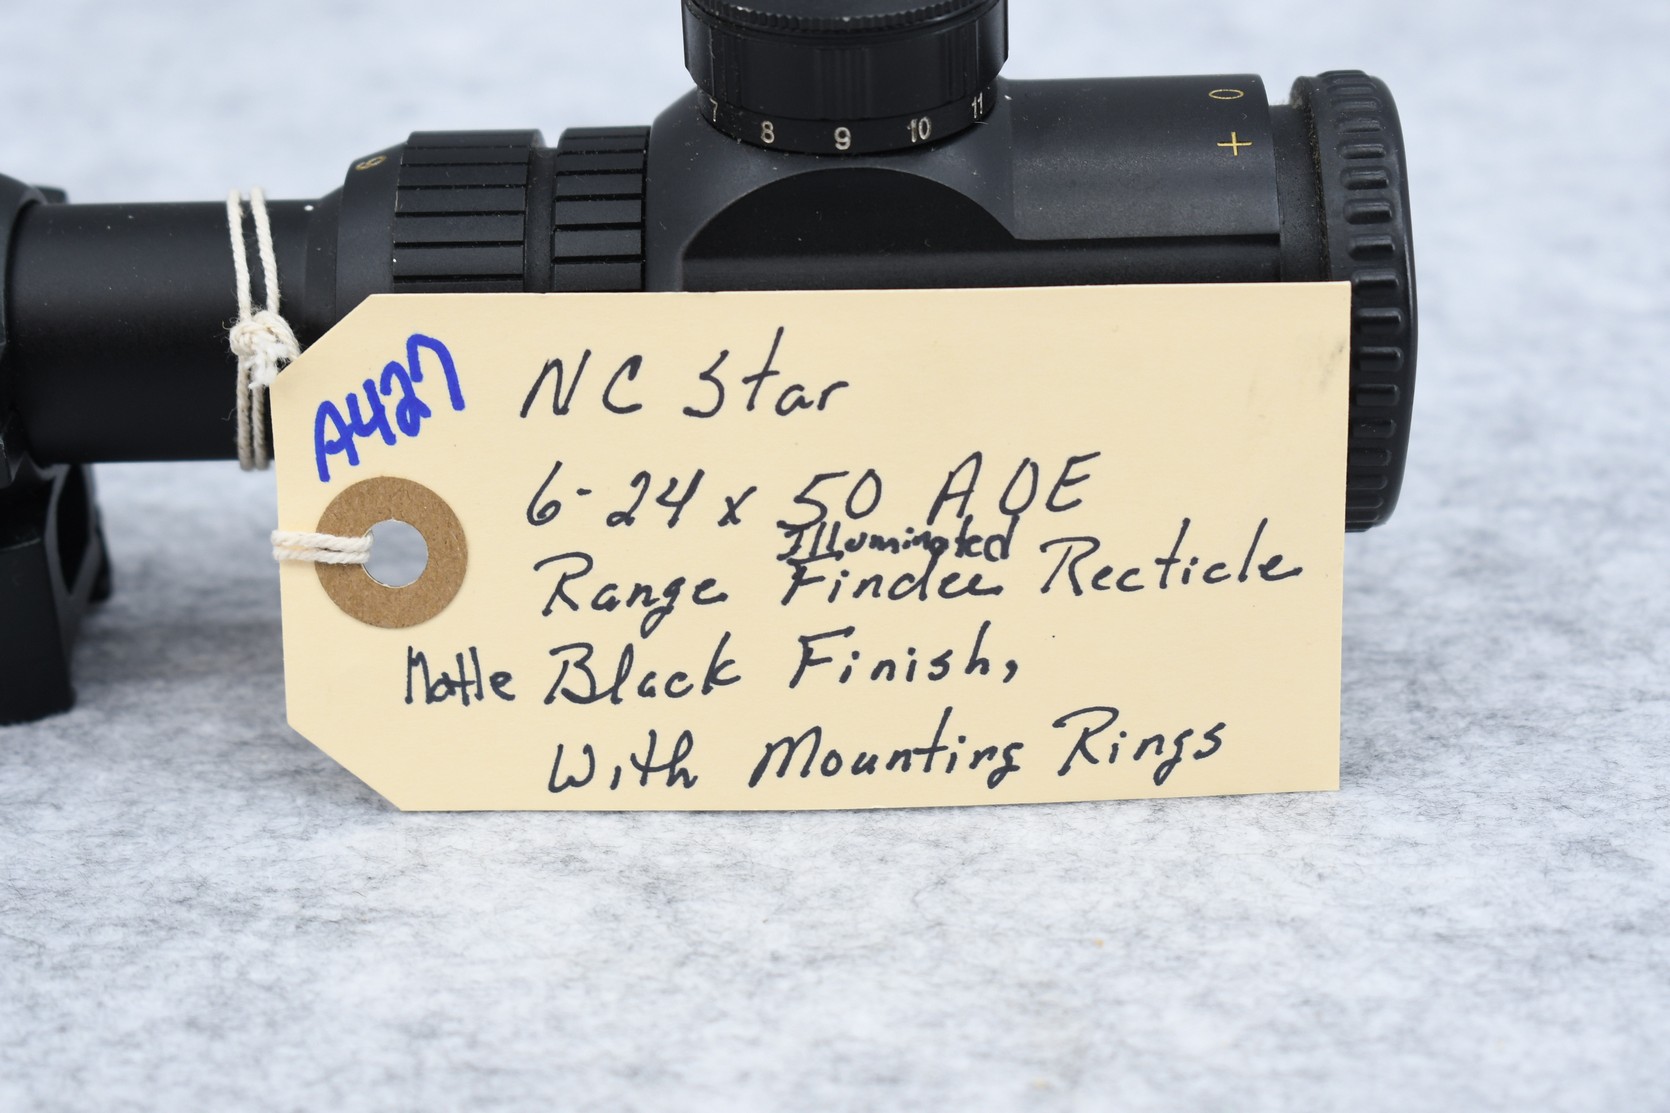 7 8 9 10 11
0
+
6
A427
NC Star
6-24 x 50 AOE
Illuminated
Range Finder Recticle
Matte Black Finish,
With Mounting Rings